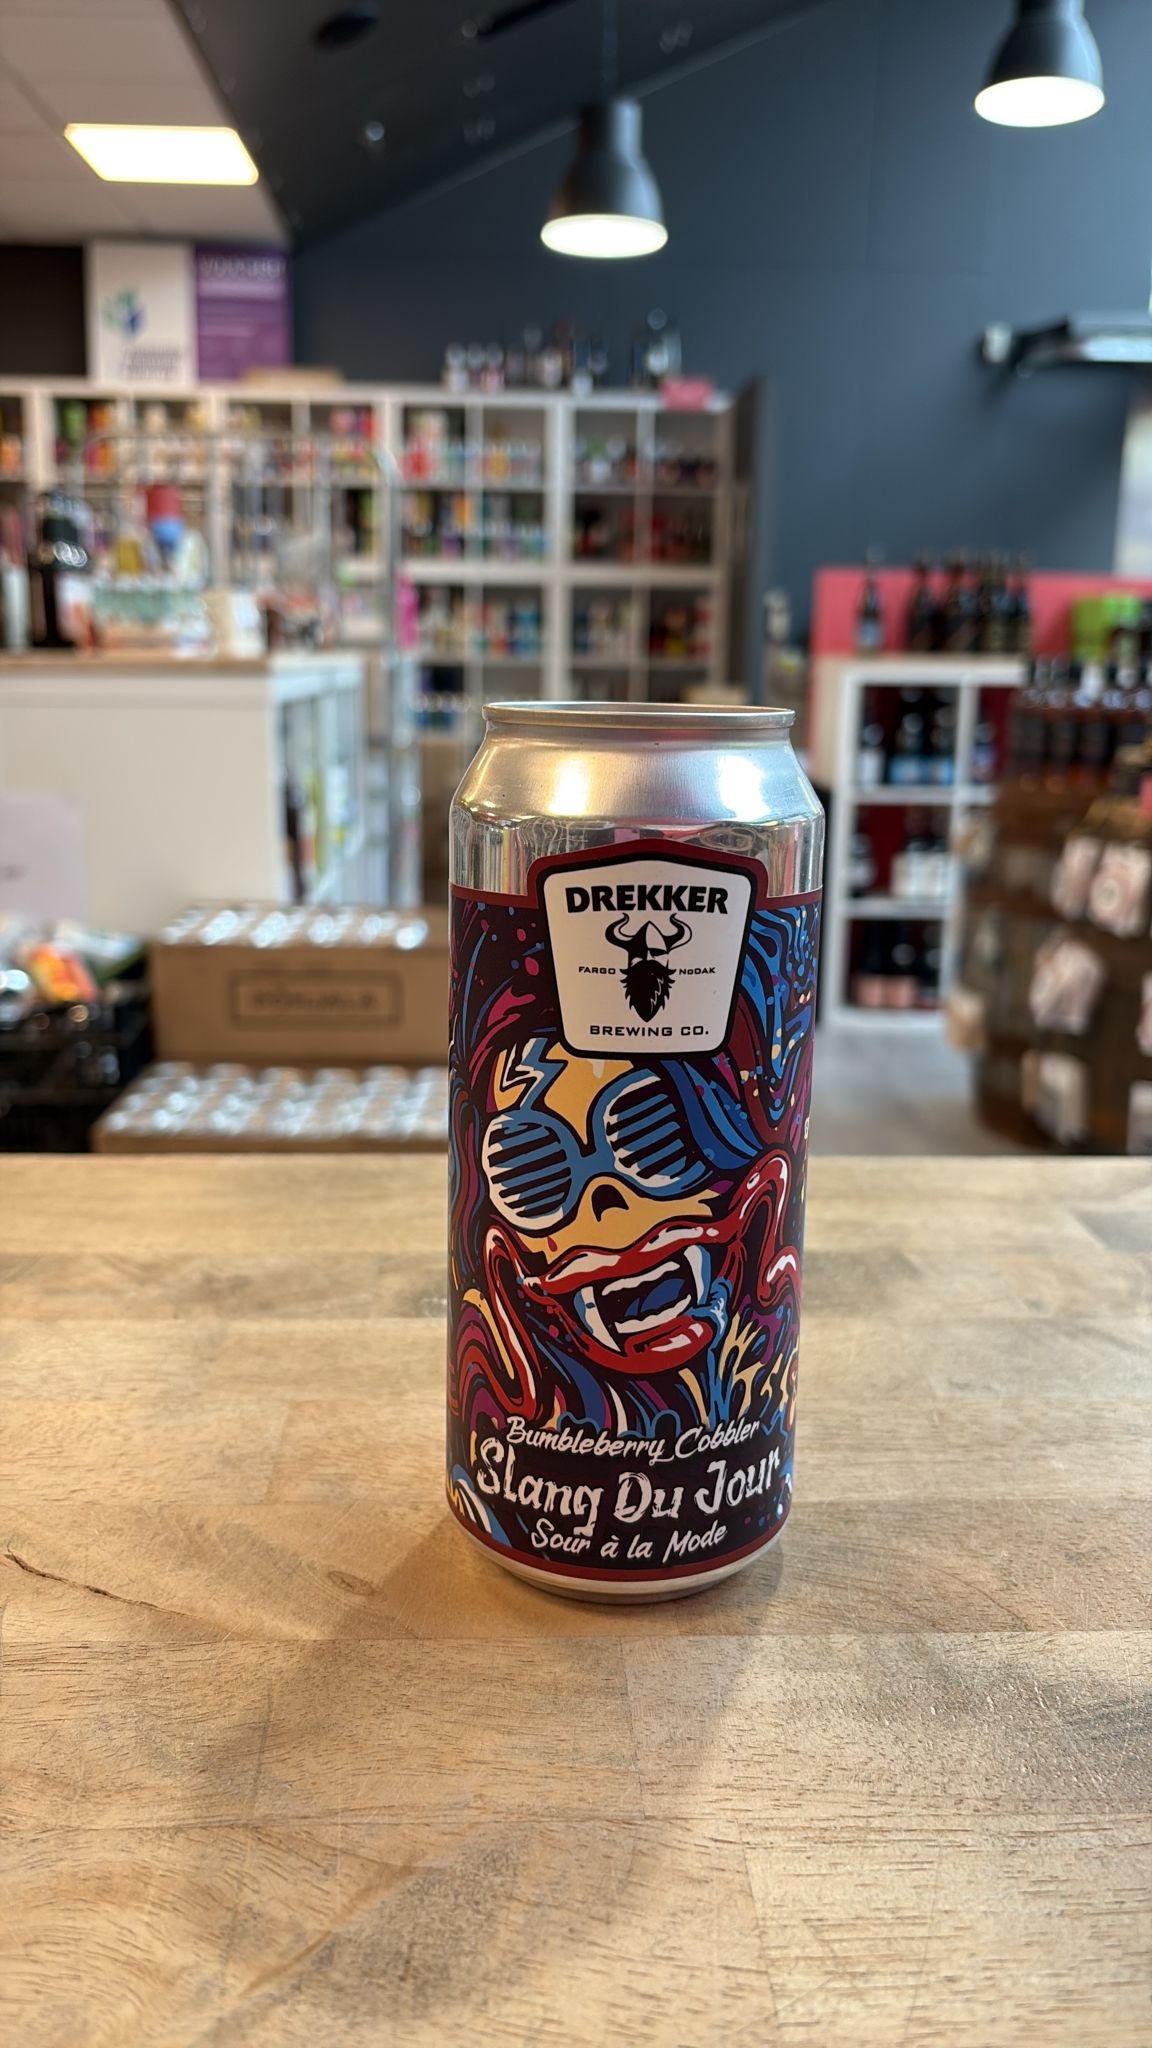 DREKKER
FARGO NoDAK
BREWING CO.
Bumbleberry Cobbler
Slang Du Jour
Sour à la Mode